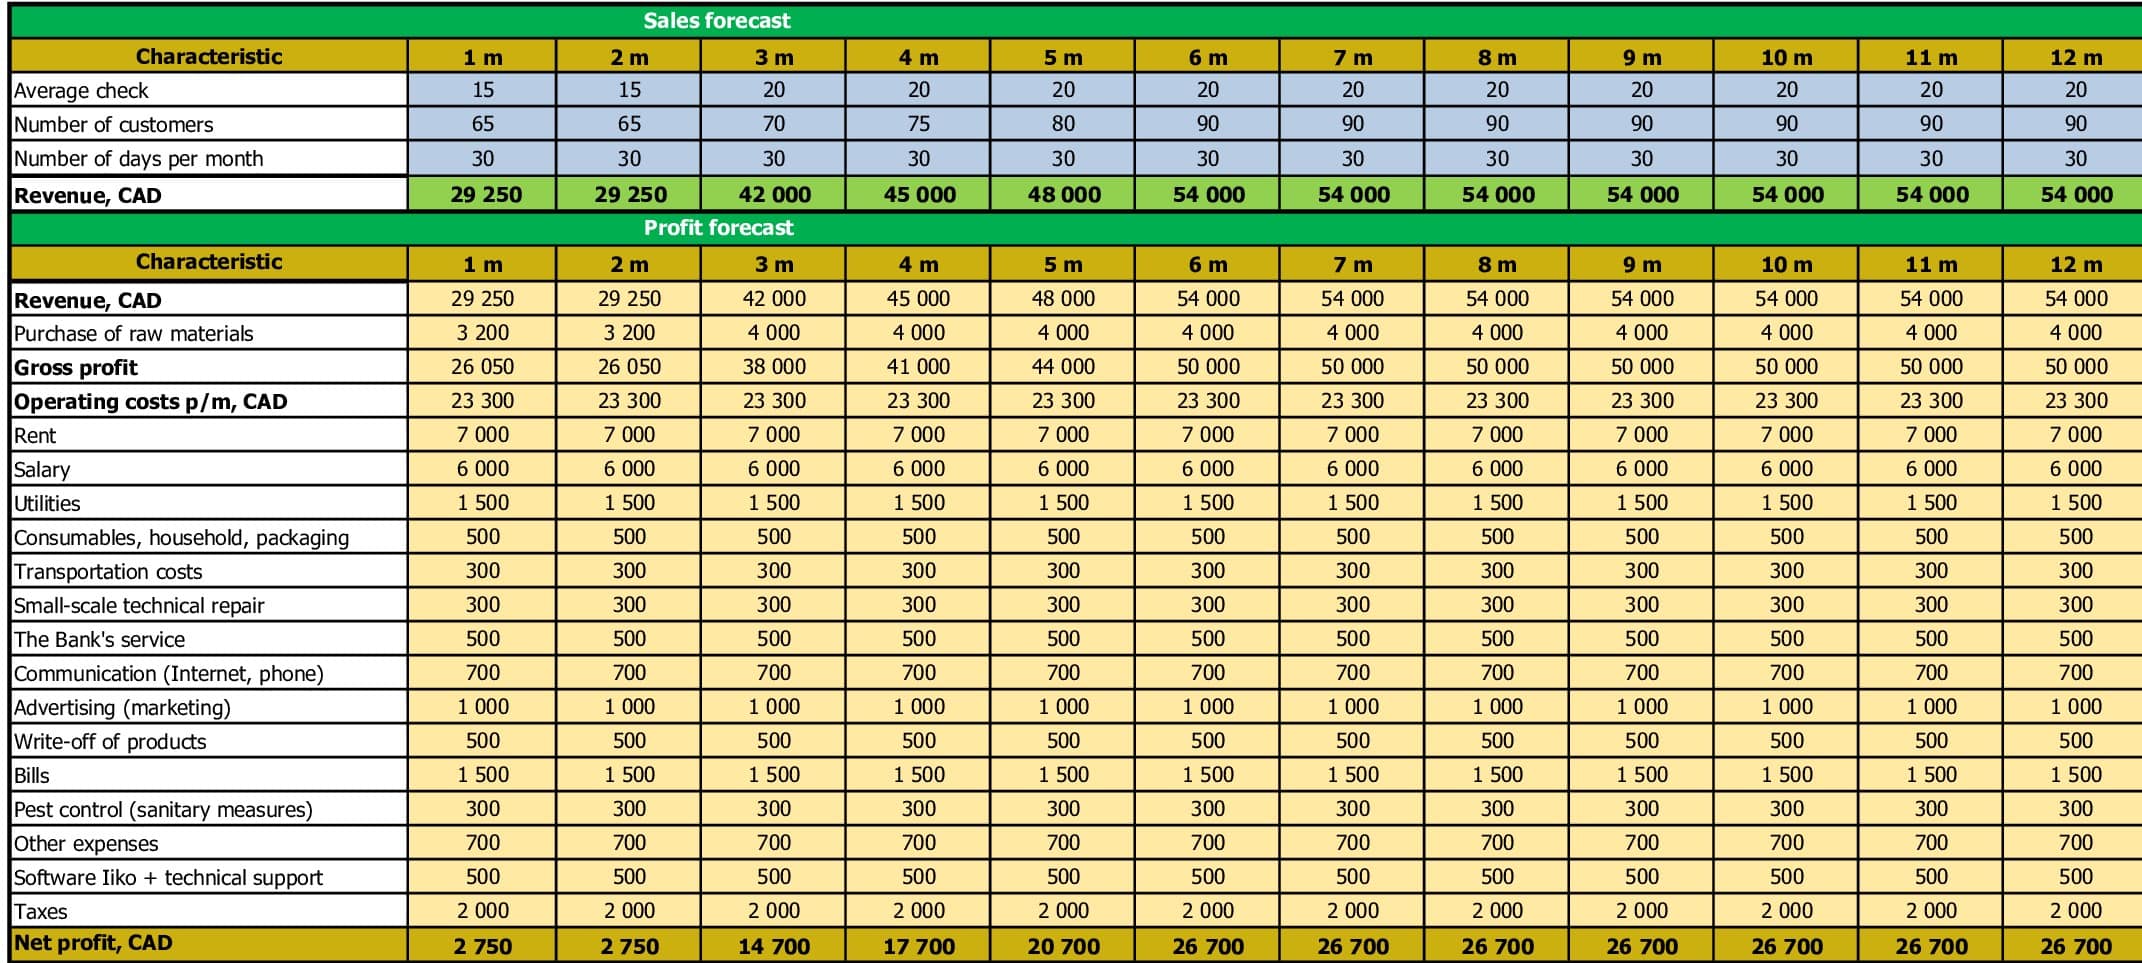 Sales forecast
Characteristic 1 m 2 m 3 m 4 m 5 m 6 m 7 m 8 m 9 m 10 m 11 m 12 m
Average check 15 15 20 20 20 20 20 20 20 20 20 20
Number of customers 65 65 70 75 80 90 90 90 90 90 90 90
Number of days per month 30 30 30 30 30 30 30 30 30 30 30 30
Revenue, CAD 29 250 29 250 42 000 45 000 48 000 54 000 54 000 54 000 54 000 54 000 54 000 54 000
Profit forecast
Characteristic 1 m 2 m 3 m 4 m 5 m 6 m 7 m 8 m 9 m 10 m 11 m 12 m
Revenue, CAD 29 250 29 250 42 000 45 000 48 000 54 000 54 000 54 000 54 000 54 000 54 000 54 000
Purchase of raw materials 3 200 3 200 4 000 4 000 4 000 4 000 4 000 4 000 4 000 4 000 4 000 4 000
Gross profit 26 050 26 050 38 000 41 000 44 000 50 000 50 000 50 000 50 000 50 000 50 000 50 000
Operating costs p/m, CAD 23 300 23 300 23 300 23 300 23 300 23 300 23 300 23 300 23 300 23 300 23 300 23 300
Rent 7 000 7 000 7 000 7 000 7 000 7 000 7 000 7 000 7 000 7 000 7 000 7 000
Salary 6 000 6 000 6 000 6 000 6 000 6 000 6 000 6 000 6 000 6 000 6 000 6 000
Utilities 1 500 1 500 1 500 1 500 1 500 1 500 1 500 1 500 1 500 1 500 1 500 1 500
Consumables, household, packaging 500 500 500 500 500 500 500 500 500 500 500 500
Transportation costs 300 300 300 300 300 300 300 300 300 300 300 300
Small-scale technical repair 300 300 300 300 300 300 300 300 300 300 300 300
The Bank's service 500 500 500 500 500 500 500 500 500 500 500 500
Communication (Internet, phone) 700 700 700 700 700 700 700 700 700 700 700 700
Advertising (marketing) 1 000 1 000 1 000 1 000 1 000 1 000 1 000 1 000 1 000 1 000 1 000 1 000
Write-off of products 500 500 500 500 500 500 500 500 500 500 500 500
Bills 1 500 1 500 1 500 1 500 1 500 1 500 1 500 1 500 1 500 1 500 1 500 1 500
Pest control (sanitary measures) 300 300 300 300 300 300 300 300 300 300 300 300
Other expenses 700 700 700 700 700 700 700 700 700 700 700 700
Software Iiko + technical support 500 500 500 500 500 500 500 500 500 500 500 500
Taxes 2 000 2 000 2 000 2 000 2 000 2 000 2 000 2 000 2 000 2 000 2 000 2 000
Net profit, CAD 2 750 2 750 14 700 17 700 20 700 26 700 26 700 26 700 26 700 26 700 26 700 26 700